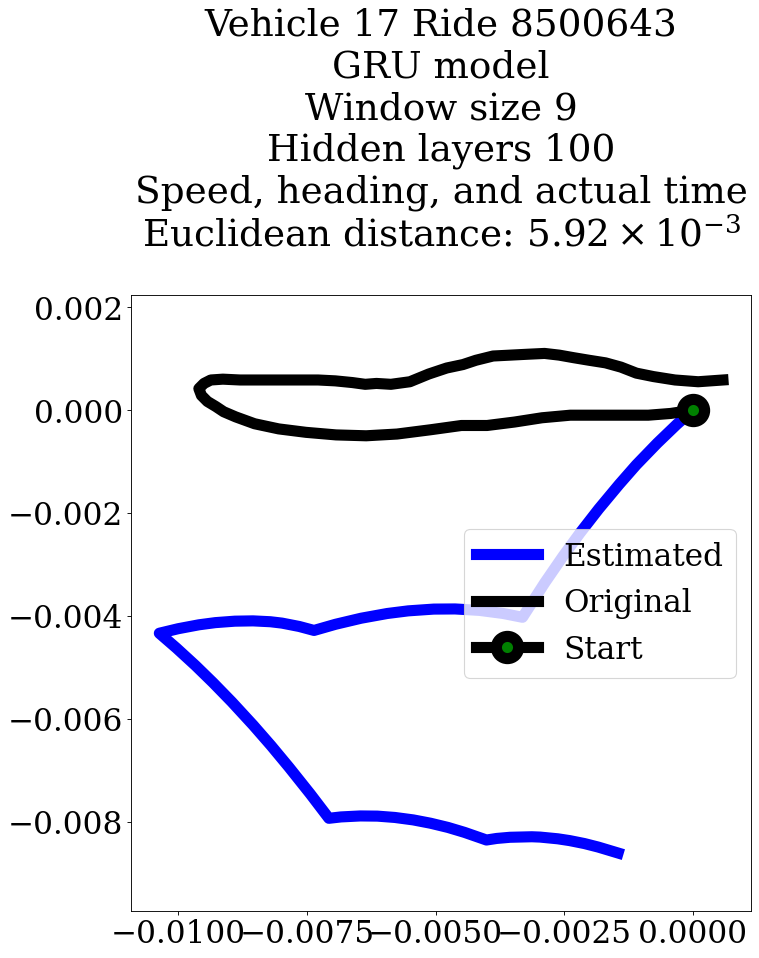 Vehicle 17 Ride 8500643
GRU model
Window size 9
Hidden layers 100
Speed, heading, and actual time
Euclidean distance: 5.92 × 10⁻³
0.002
0.000
−0.002
−0.004
−0.006
−0.008
Estimated
Original
Start
−0.0100 −0.0075 −0.0050 −0.0025 0.0000